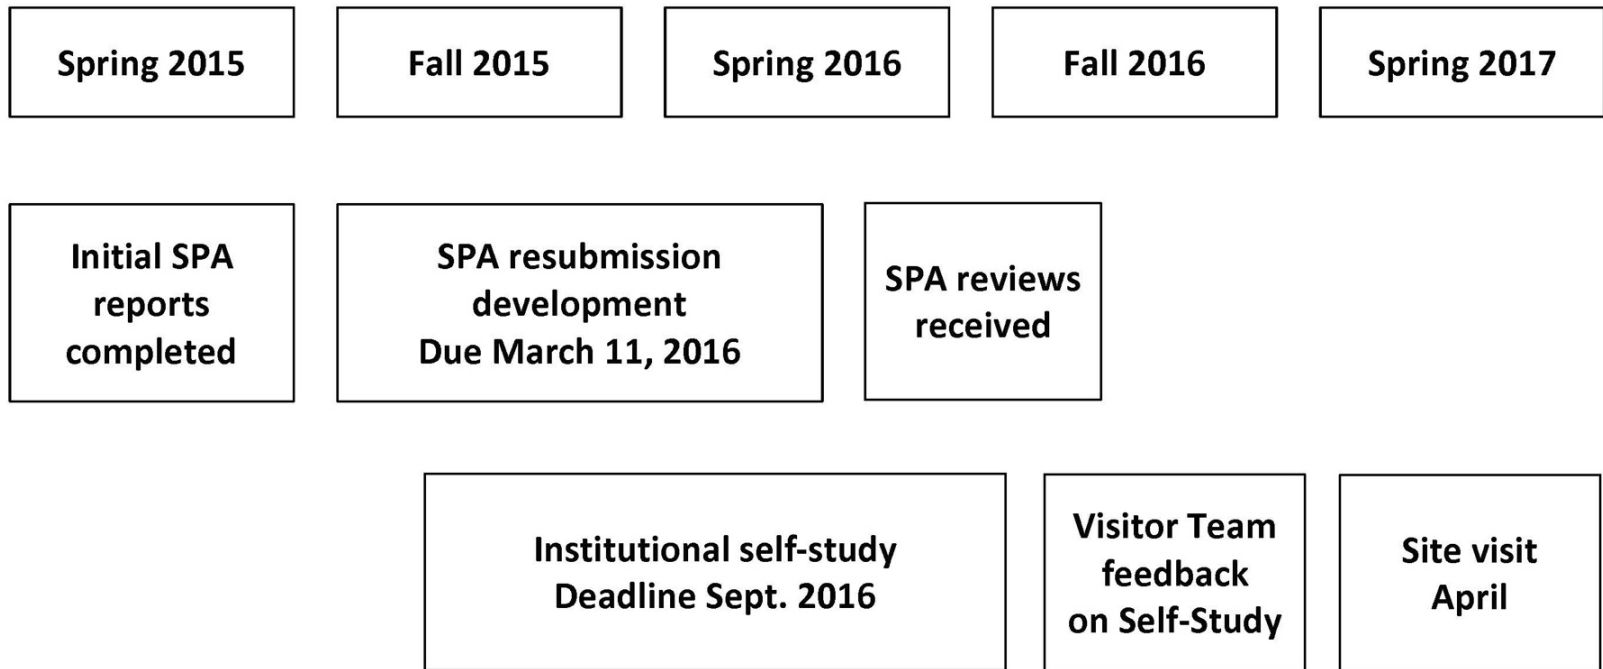 Spring 2015
Fall 2015
Spring 2016
Fall 2016
Spring 2017
Initial SPA
reports
completed
SPA resubmission
development
Due March 11, 2016
SPA reviews
received
Institutional self-study
Deadline Sept. 2016
Visitor Team
feedback
on Self-Study
Site visit
April